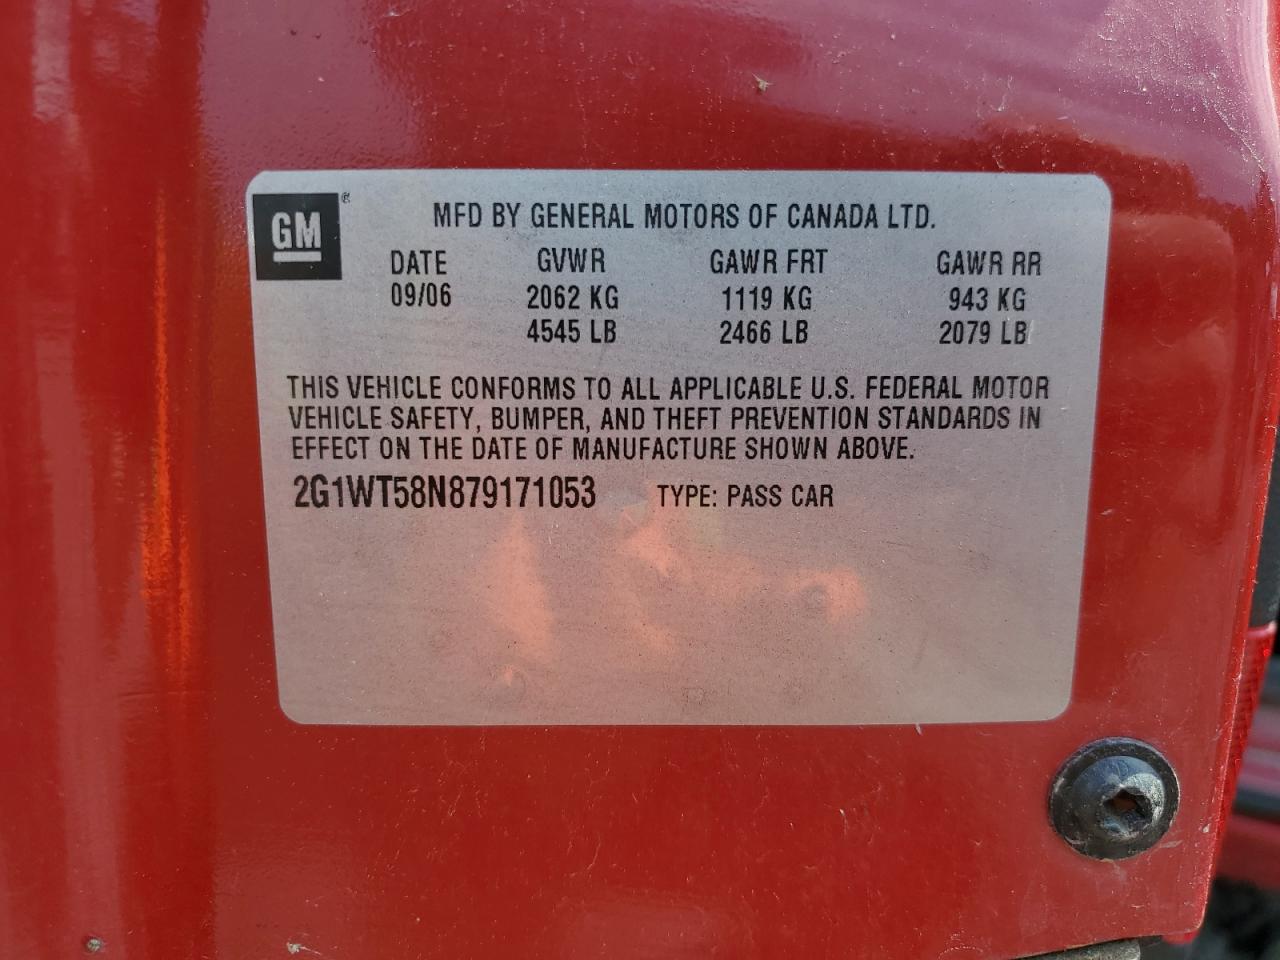 GM ®
MFD BY GENERAL MOTORS OF CANADA LTD.
DATE GVWR GAWR FRT GAWR RR
09/06 2062 KG 1119 KG 943 KG
4545 LB 2466 LB 2079 LB
THIS VEHICLE CONFORMS TO ALL APPLICABLE U.S. FEDERAL MOTOR
VEHICLE SAFETY, BUMPER, AND THEFT PREVENTION STANDARDS IN
EFFECT ON THE DATE OF MANUFACTURE SHOWN ABOVE.
2G1WT58N879171053 TYPE: PASS CAR